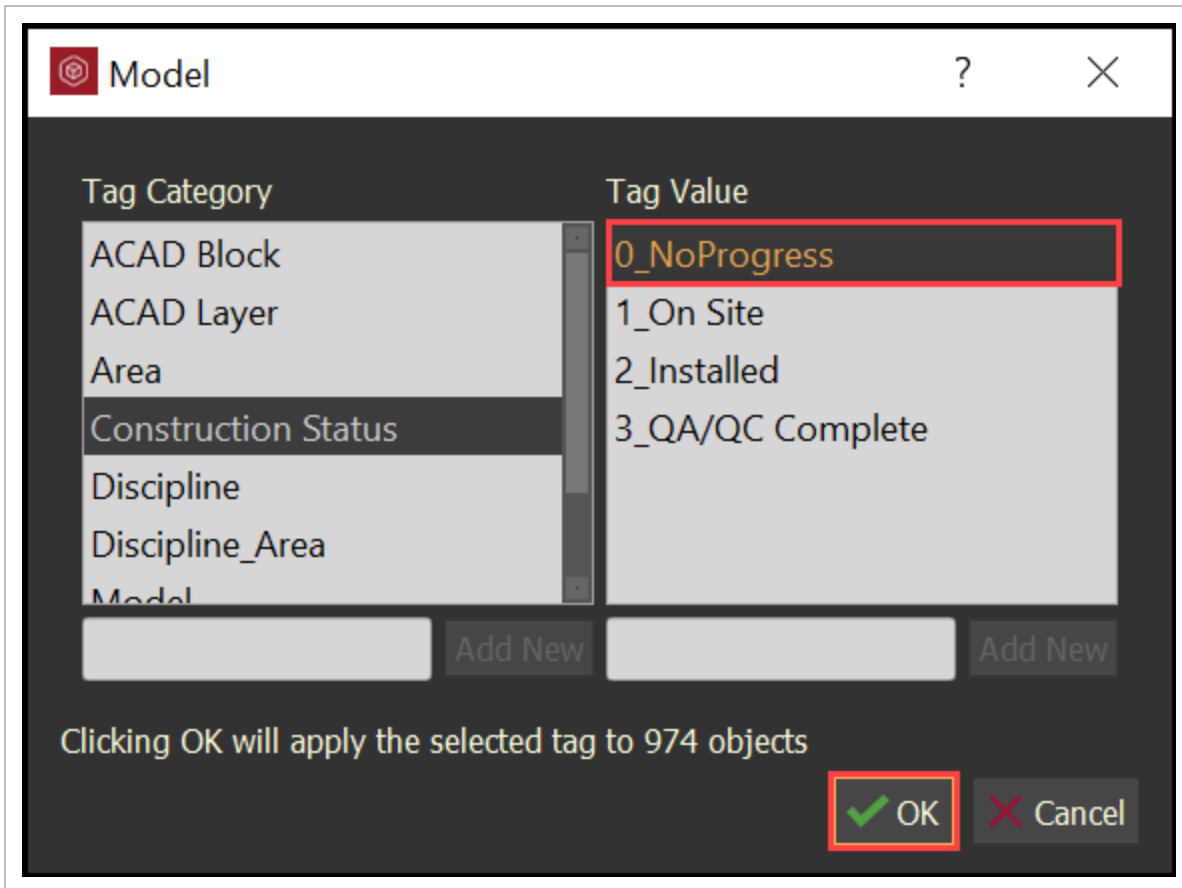 Model
?
Tag Category
Tag Value
ACAD Block
ACAD Layer
Area
Construction Status
Discipline
Discipline_Area
Model
0_NoProgress
1_On Site
2_Installed
3_QA/QC Complete
Add New
Add New
Clicking OK will apply the selected tag to 974 objects
OK
Cancel